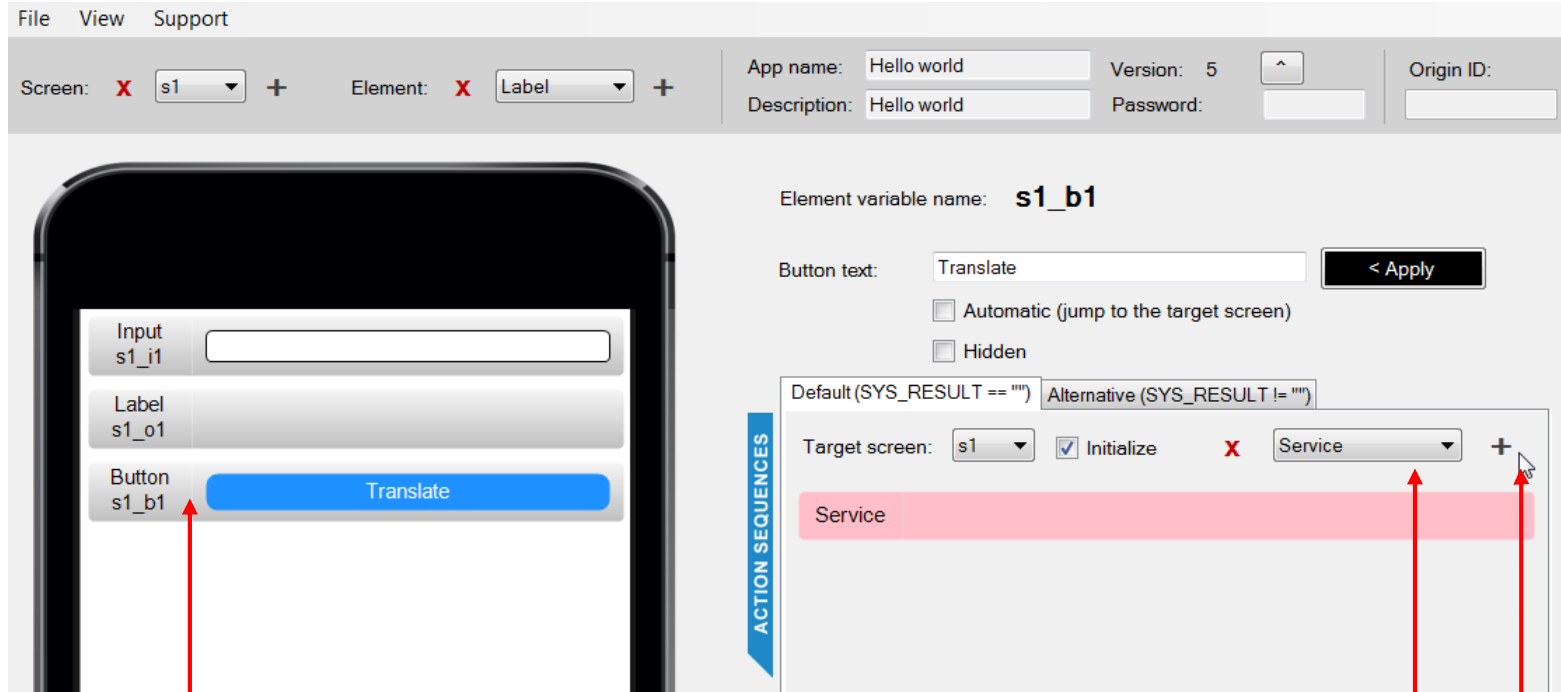 File View Support
Screen: X s1 + Element: X Label +
App name: Hello world Version: 5 ^ Origin ID:
Description: Hello world Password:
Element variable name: s1_b1
Button text: Translate < Apply
Automatic (jump to the target screen)
Hidden
Default (SYS_RESULT == "") Alternative (SYS_RESULT != "")
ACTION SEQUENCES
Target screen: s1 Initialize X Service +
Service
Input
s1_i1
Label
s1_o1
Button
s1_b1
Translate